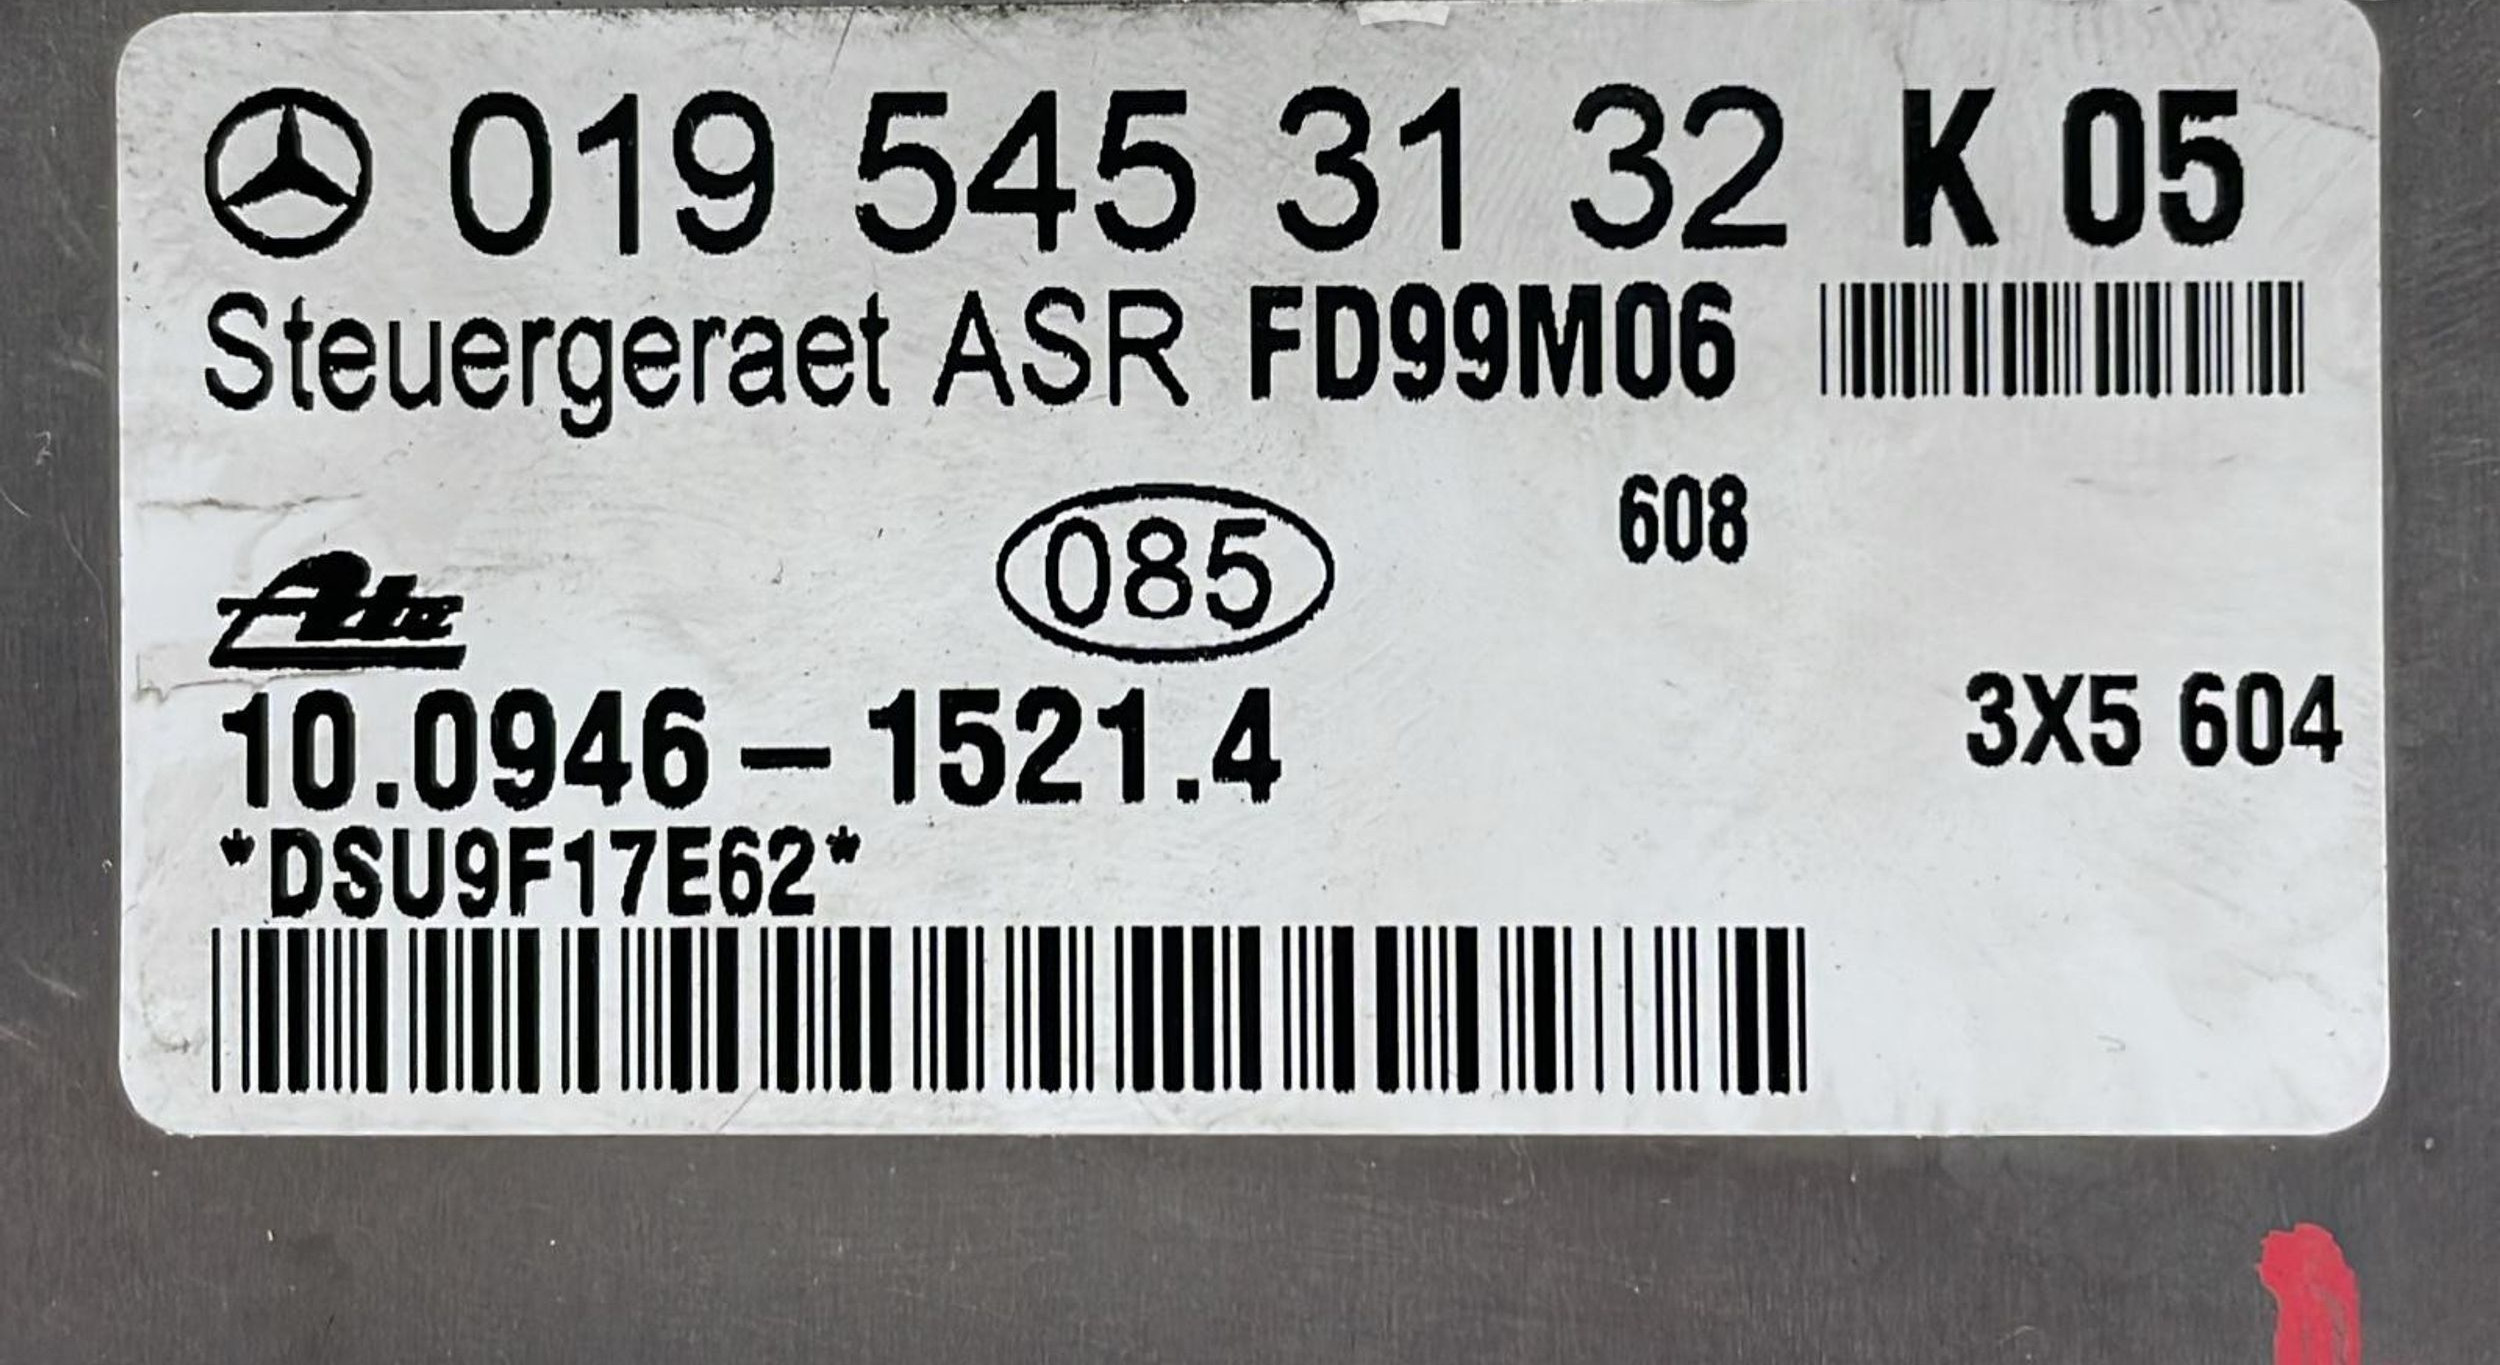 019 545 31 32 K 05
Steuergeraet ASR FD99M06
608
085
Ate
10.0946-1521.4
3X5 604
*DSU9F17E62*